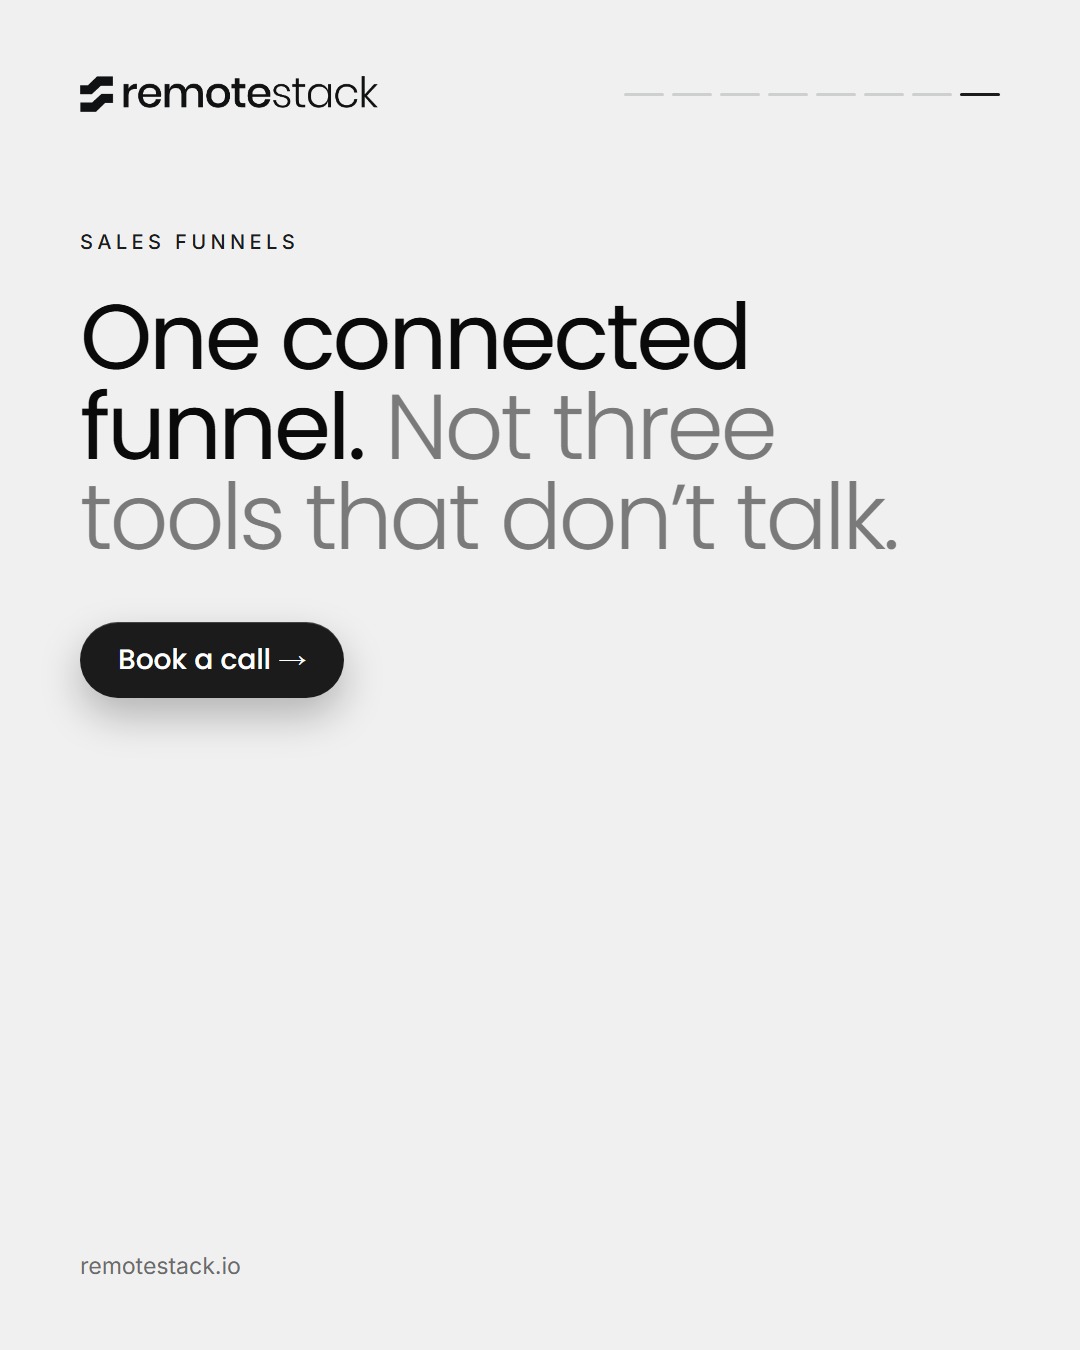 remotestack
SALES FUNNELS
One connected
funnel. Not three
tools that don’t talk.
Book a call →
remotestack.io